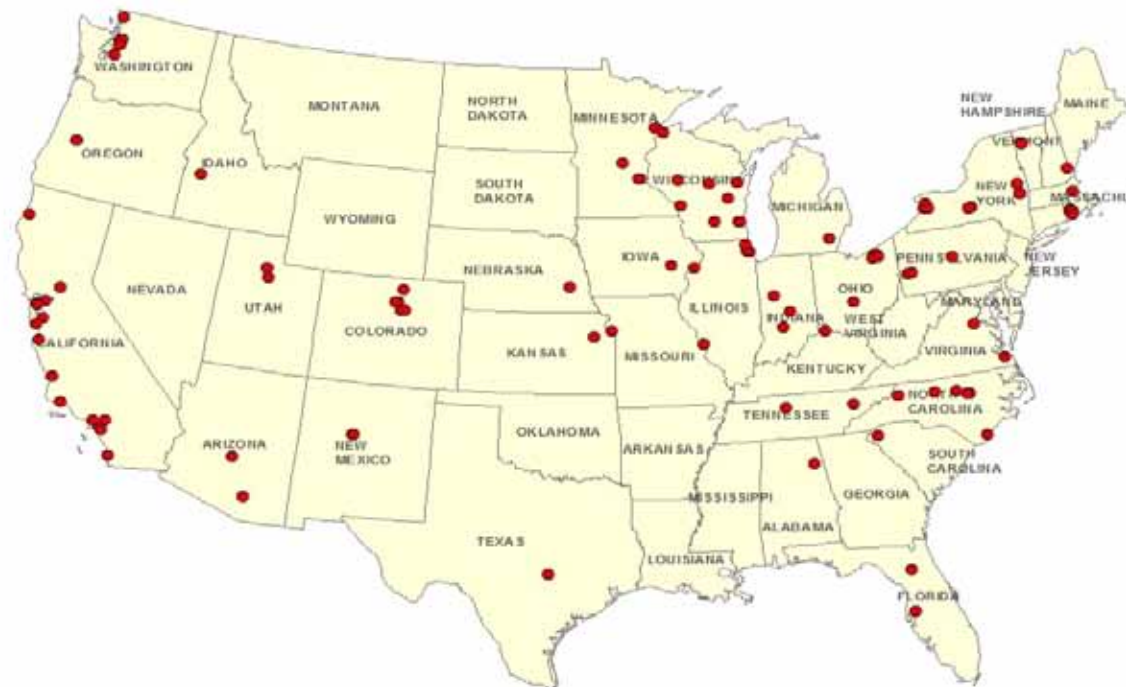 WASHINGTON
MONTANA
NORTH
DAKOTA
MINNESOTA
NEW
HAMPSHIRE
MAINE
VERMONT
OREGON
IDAHO
SOUTH
DAKOTA
WISCONSIN
MICHIGAN
NEW
YORK
MASSACHU
WYOMING
IOWA
NEBRASKA
PENNSYLVANIA
NEW
JERSEY
NEVADA
UTAH
COLORADO
ILLINOIS
INDIANA
OHIO
MARYLAND
WEST
VIRGINIA
CALIFORNIA
KANSAS
MISSOURI
VIRGINIA
KENTUCKY
ARIZONA
NEW
MEXICO
OKLAHOMA
ARKANSAS
TENNESSEE
NORTH
CAROLINA
SOUTH
CAROLINA
MISSISSIPPI
GEORGIA
ALABAMA
TEXAS
LOUISIANA
FLORIDA